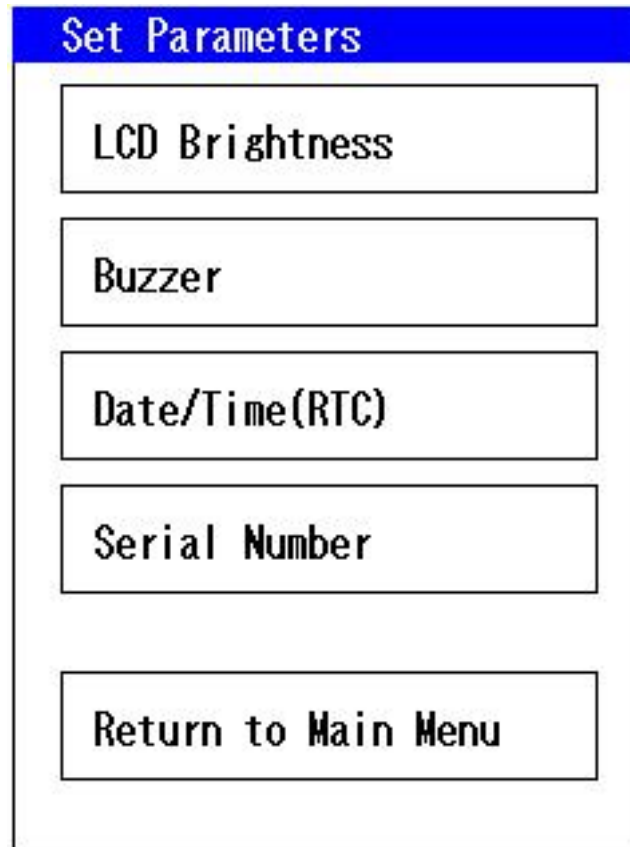 Set Parameters
LCD Brightness
Buzzer
Date/Time(RTC)
Serial Number
Return to Main Menu